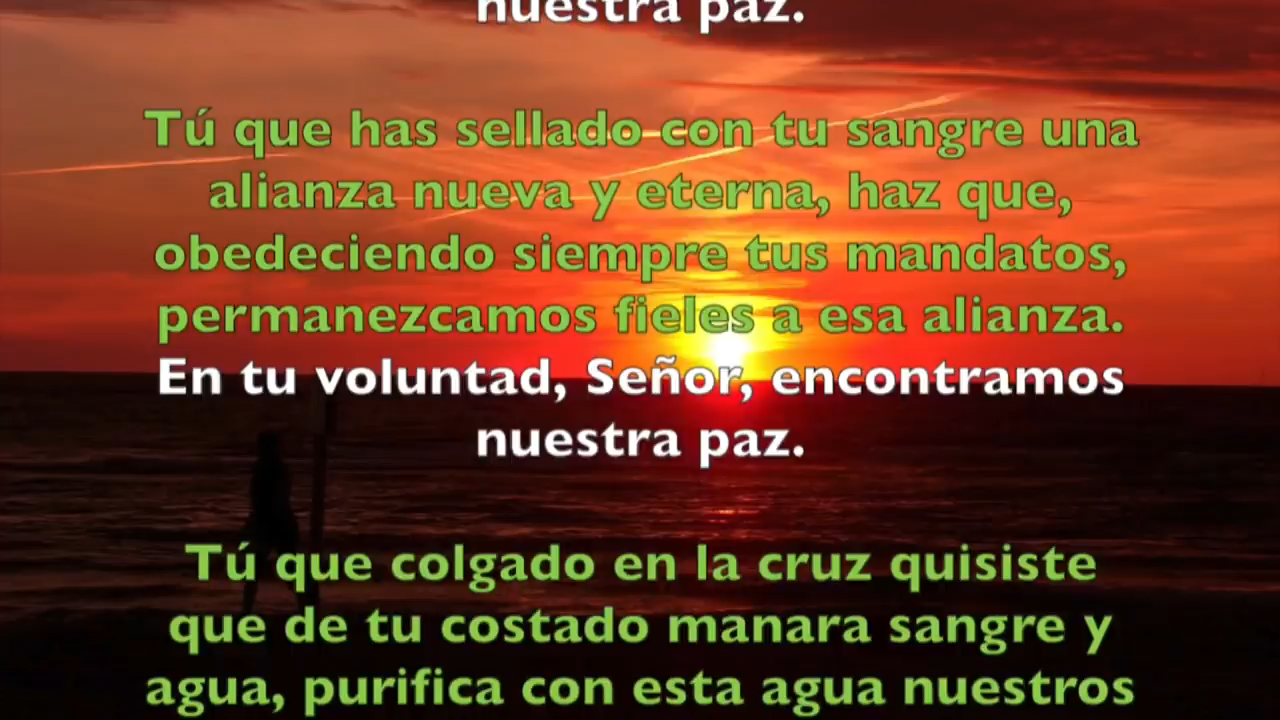 nuestra paz.
Tú que has sellado con tu sangre una
alianza nueva y eterna, haz que,
obedeciendo siempre tus mandatos,
permanezcamos fieles a esa alianza.
En tu voluntad, Señor, encontramos
nuestra paz.
Tú que colgado en la cruz quisiste
que de tu costado manara sangre y
agua, purifica con esta agua nuestros